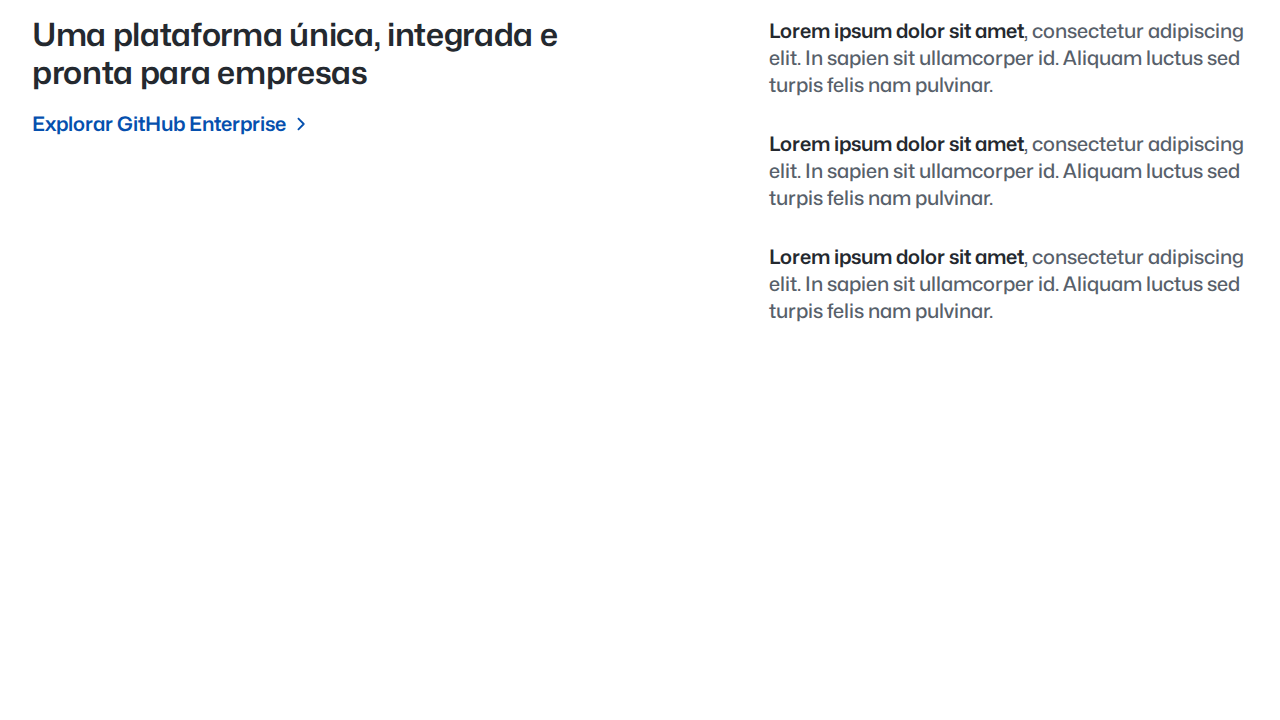 Uma plataforma única, integrada e
pronta para empresas
Explorar GitHub Enterprise
Lorem ipsum dolor sit amet, consectetur adipiscing
elit. In sapien sit ullamcorper id. Aliquam luctus sed
turpis felis nam pulvinar.
Lorem ipsum dolor sit amet, consectetur adipiscing
elit. In sapien sit ullamcorper id. Aliquam luctus sed
turpis felis nam pulvinar.
Lorem ipsum dolor sit amet, consectetur adipiscing
elit. In sapien sit ullamcorper id. Aliquam luctus sed
turpis felis nam pulvinar.